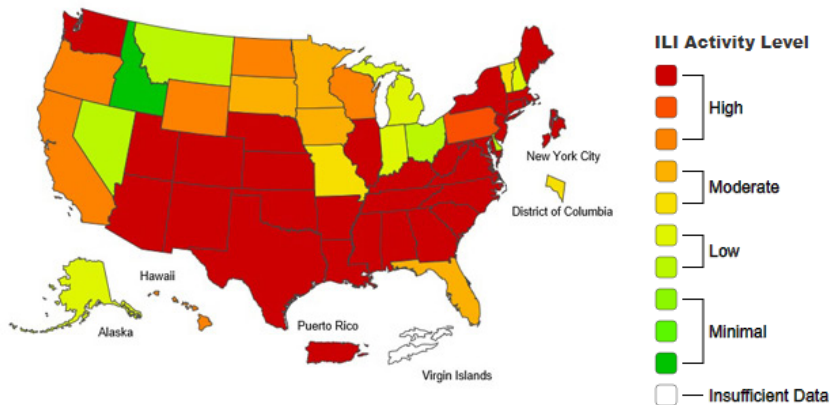 ILI Activity Level
High
New York City
Moderate
District of Columbia
Low
Hawaii
Alaska
Puerto Rico
Minimal
Virgin Islands
Insufficient Data